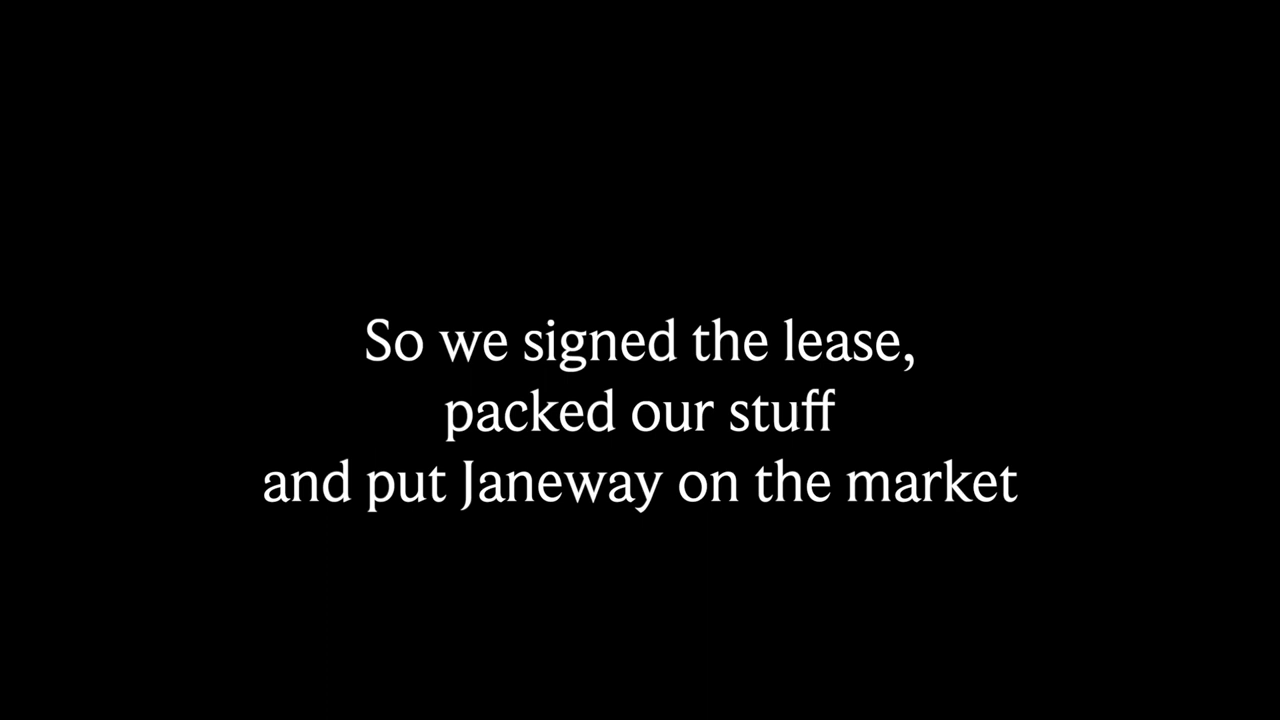 So we signed the lease,
packed our stuff
and put Janeway on the market